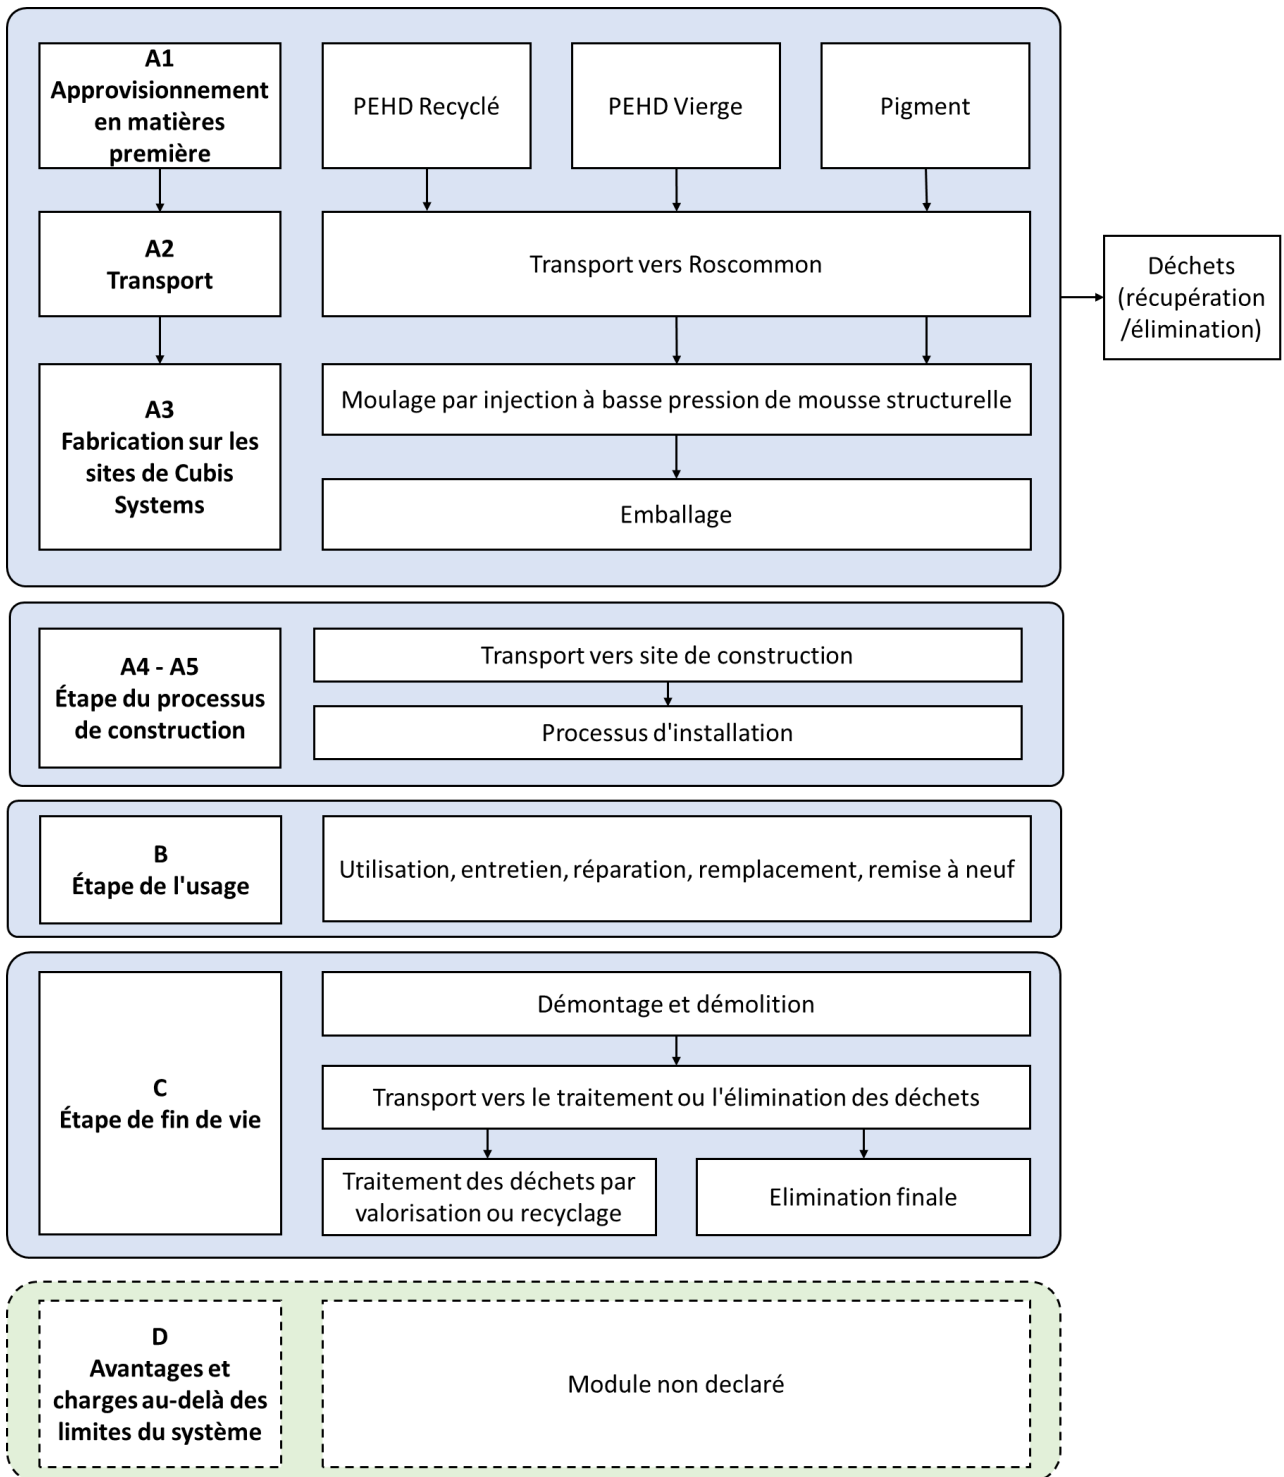 A1
Approvisionnement
en matières
première
PEHD Recyclé
PEHD Vierge
Pigment
A2
Transport
Transport vers Roscommon
Déchets
(récupération
/élimination)
A3
Fabrication sur les
sites de Cubis
Systems
Moulage par injection à basse pression de mousse structurelle
Emballage
A4 - A5
Étape du processus
de construction
Transport vers site de construction
Processus d'installation
B
Étape de l'usage
Utilisation, entretien, réparation, remplacement, remise à neuf
C
Étape de fin de vie
Démontage et démolition
Transport vers le traitement ou l'élimination des déchets
Traitement des déchets par
valorisation ou recyclage
Elimination finale
D
Avantages et
charges au-delà des
limites du système
Module non declaré